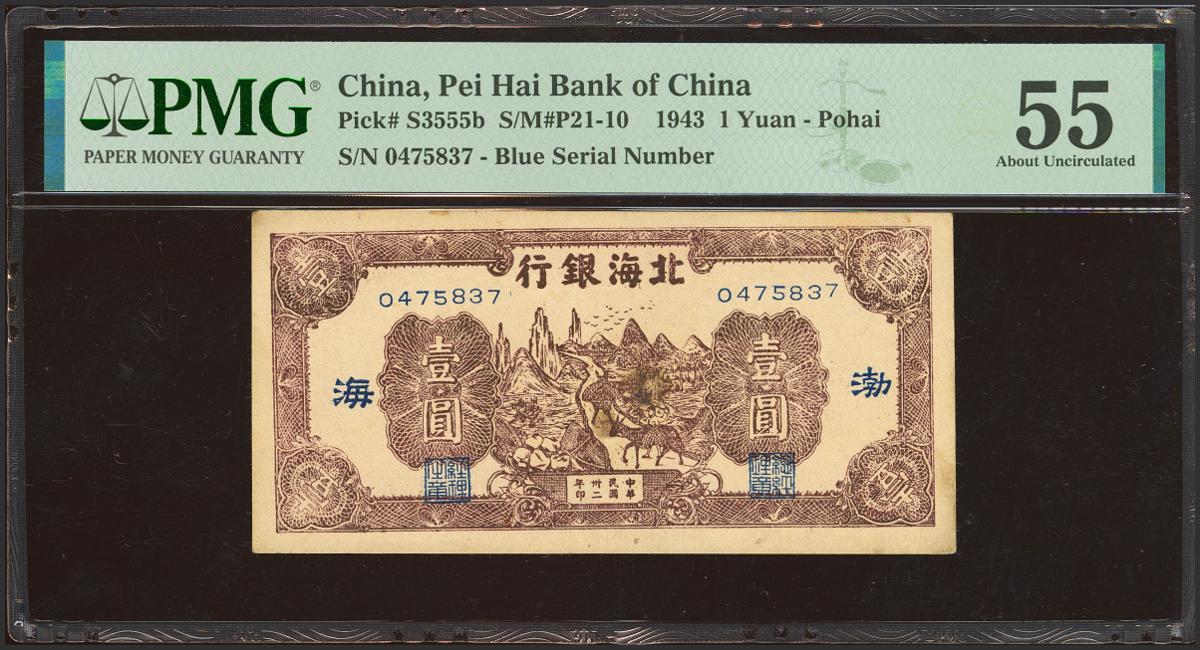 PMG®
PAPER MONEY GUARANTY
China, Pei Hai Bank of China
Pick# S3555b S/M#P21-10 1943 1 Yuan - Pohai
S/N 0475837 - Blue Serial Number
55
About Uncirculated
壹
北海銀行
0475837
0475837
壹圓
壹圓
渤海
中華民國卅二年印